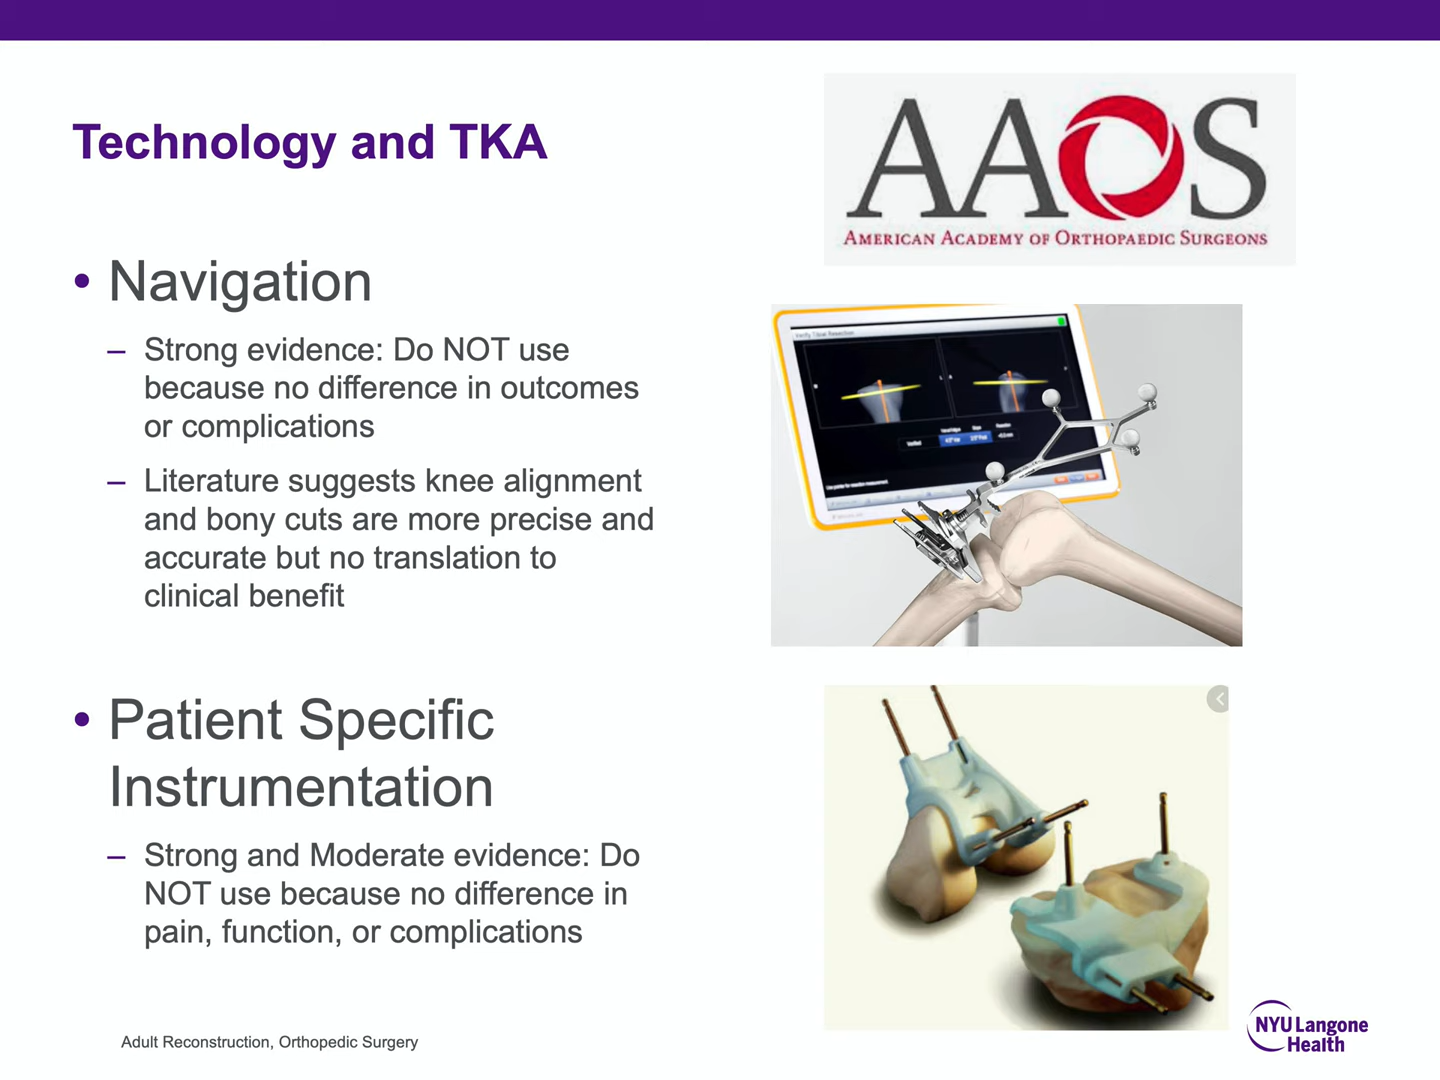 Technology and TKA
AAOS
AMERICAN ACADEMY OF ORTHOPAEDIC SURGEONS
• Navigation
– Strong evidence: Do NOT use
because no difference in outcomes
or complications
– Literature suggests knee alignment
and bony cuts are more precise and
accurate but no translation to
clinical benefit
Verify Tibial Resection
• Patient Specific
Instrumentation
– Strong and Moderate evidence: Do
NOT use because no difference in
pain, function, or complications
Adult Reconstruction, Orthopedic Surgery
NYU Langone
Health